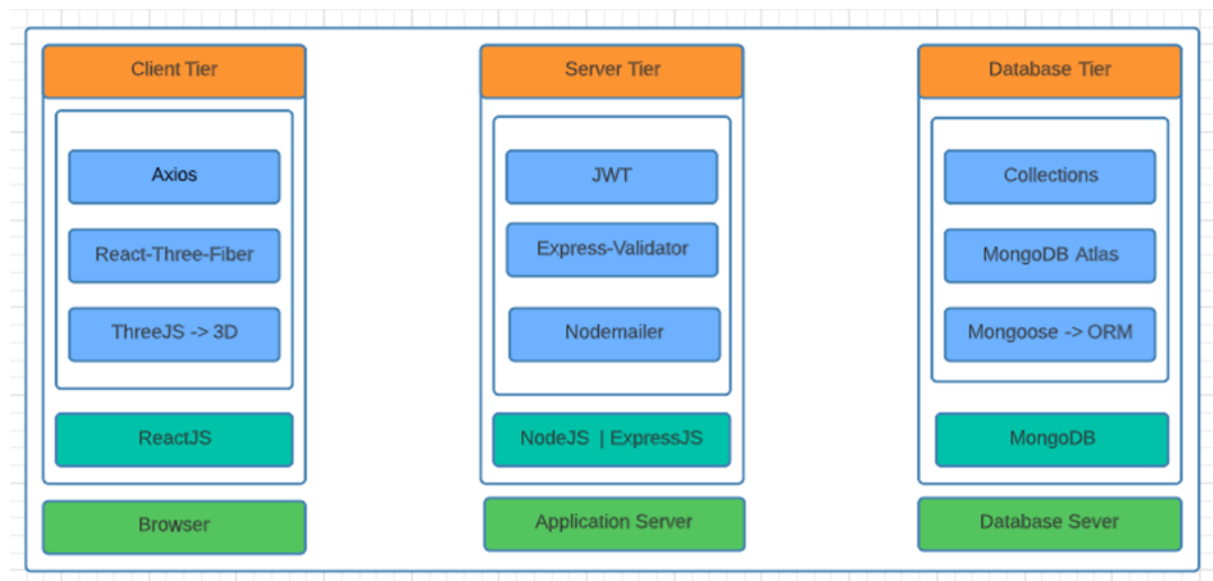 Client Tier
Axios
React-Three-Fiber
ThreeJS -> 3D
ReactJS
Browser
Server Tier
JWT
Express-Validator
Nodemailer
NodeJS | ExpressJS
Application Server
Database Tier
Collections
MongoDB Atlas
Mongoose -> ORM
MongoDB
Database Sever